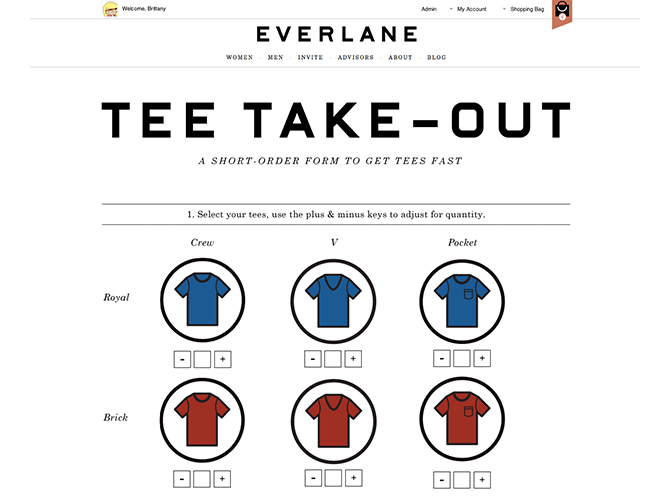 Welcome, Brittany
Admin My Account Shopping Bag
EVERLANE
WOMEN MEN INVITE ADVISORS ABOUT BLOG
TEE TAKE-OUT
A SHORT-ORDER FORM TO GET TEES FAST
1. Select your tees, use the plus & minus keys to adjust for quantity.
Crew V Pocket
Royal
- + - + - +
Brick
- + - + - +